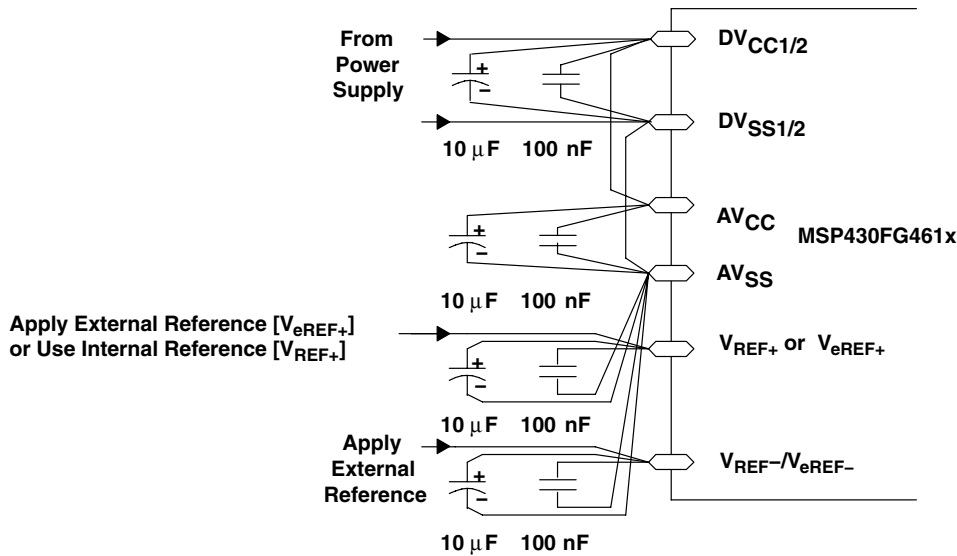 From
Power
Supply
DVCC1/2
+
−
DVSS1/2
10 μF 100 nF
AVCC
MSP430FG461x
+
−
AVSS
10 μF 100 nF
Apply External Reference [VeREF+]
or Use Internal Reference [VREF+]
VREF+ or VeREF+
+
−
10 μF 100 nF
Apply
External
Reference
VREF−/VeREF−
+
−
10 μF 100 nF